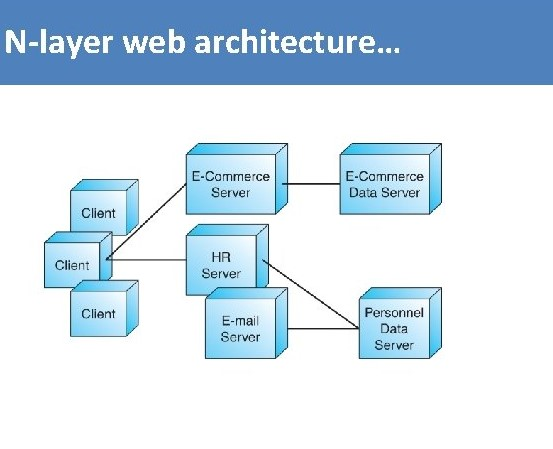 N-layer web architecture…
E-Commerce
Server
E-Commerce
Data Server
Client
Client
Client
HR
Server
E-mail
Server
Personnel
Data
Server